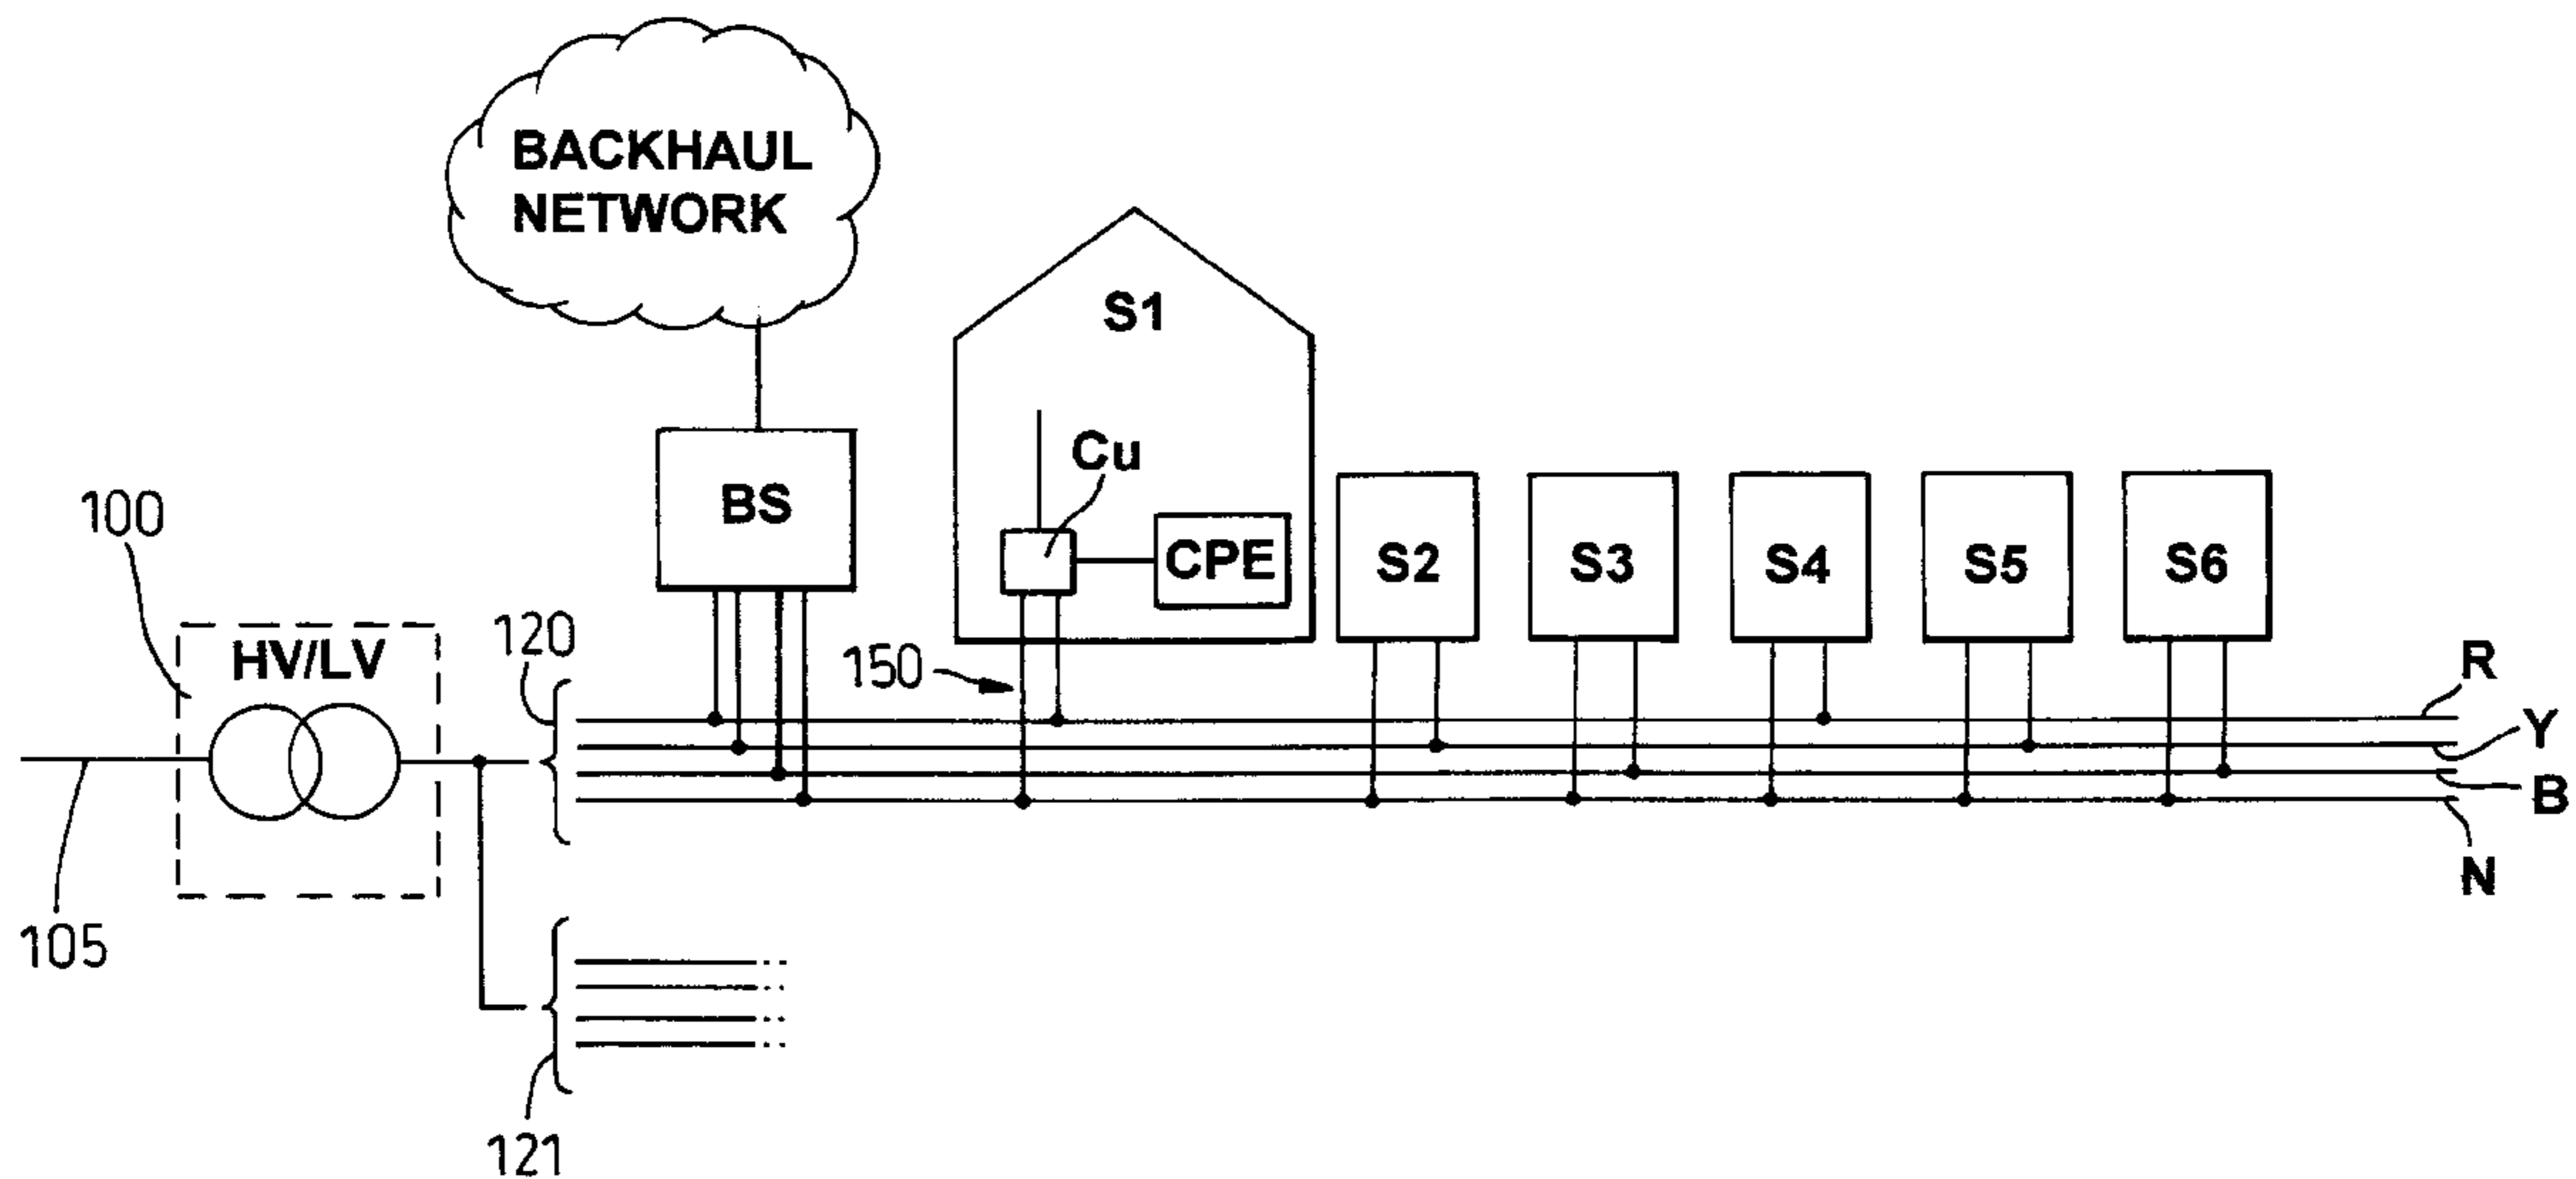 BACKHAUL
NETWORK
S1
Cu
BS
CPE
S2
S3
S4
S5
S6
100
HV/LV
120
150
R
Y
B
N
105
121